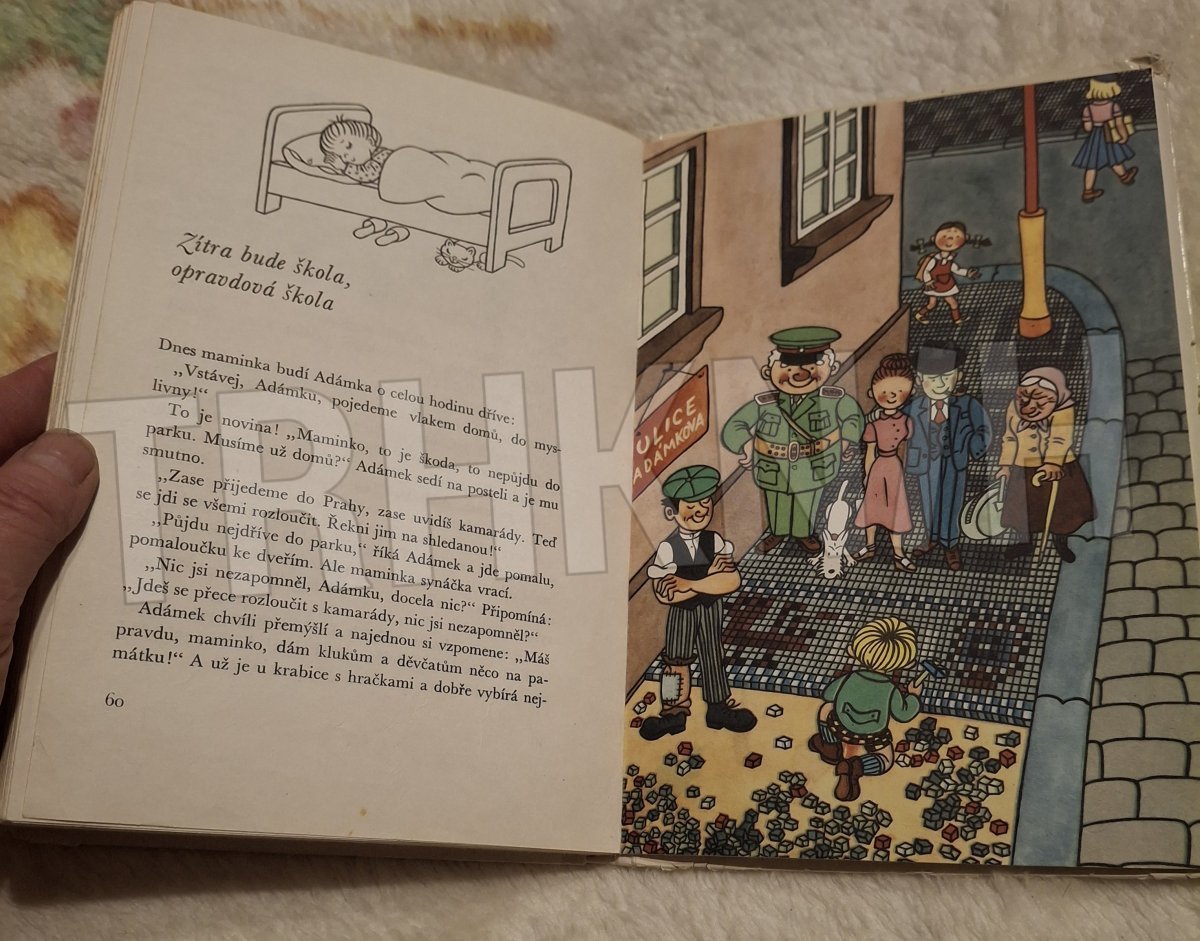 Zítra bude škola,
opravdová škola
Dnes maminka budí Adámka o celou hodinu dříve:
„Vstávej, Adámku, pojedeme vlakem domů, do mys-
livny!“
To je novina! „Maminko, to je škoda, to nepůjdu do
parku. Musíme už domů?“ Adámek sedí na posteli a je mu
smutno.
„Zase přijedeme do Prahy, zase uvidíš kamarády. Teď
se jdi se všemi rozloučit. Řekni jim na shledanou!“
„Půjdu nejdříve do parku,“ říká Adámek a jde pomalu,
pomaloučku ke dveřím. Ale maminka synáčka vrací.
„Nic jsi nezapomněl, Adámku, docela nic?“ Připomíná:
„Jdeš se přece rozloučit s kamarády, nic jsi nezapomněl?“
Adámek chvíli přemýšlí a najednou si vzpomene: „Máš
pravdu, maminko, dám klukům a děvčatům něco na pa-
mátku!“ A už je u krabice s hračkami a dobře vybírá nej-
60
ULICE
ADÁMKOVA